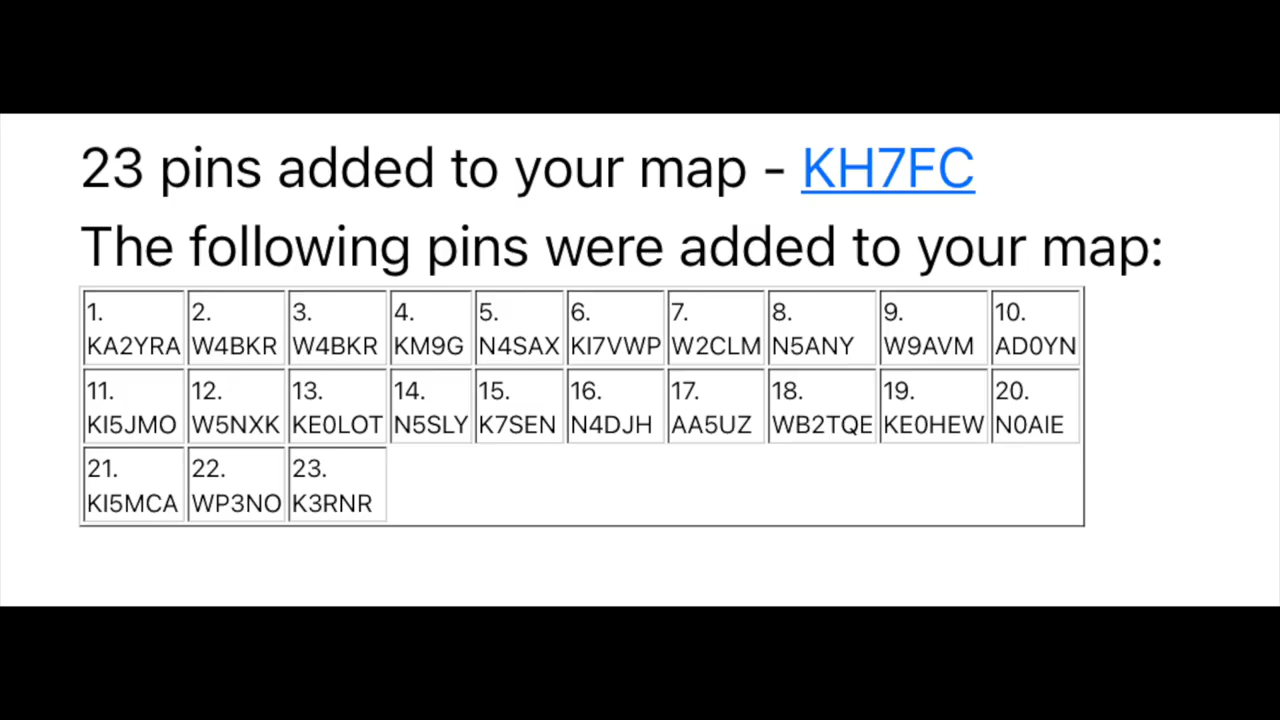 23 pins added to your map - KH7FC
The following pins were added to your map:
1. 2. 3. 4. 5. 6. 7. 8. 9. 10.
KA2YRA W4BKR W4BKR KM9G N4SAX KI7VWP W2CLM N5ANY W9AVM AD0YN
11. 12. 13. 14. 15. 16. 17. 18. 19. 20.
KI5JMO W5NXK KE0LOT N5SLY K7SEN N4DJH AA5UZ WB2TQE KE0HEW N0AIE
21. 22. 23.
KI5MCA WP3NO K3RNR